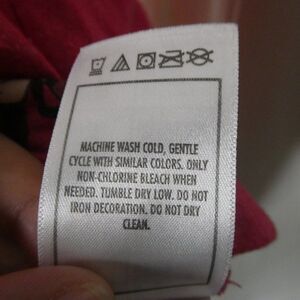 MACHINE WASH COLD, GENTLE
CYCLE WITH SIMILAR COLORS. ONLY
NON-CHLORINE BLEACH WHEN
NEEDED. TUMBLE DRY LOW. DO NOT
IRON DECORATION. DO NOT DRY
CLEAN.